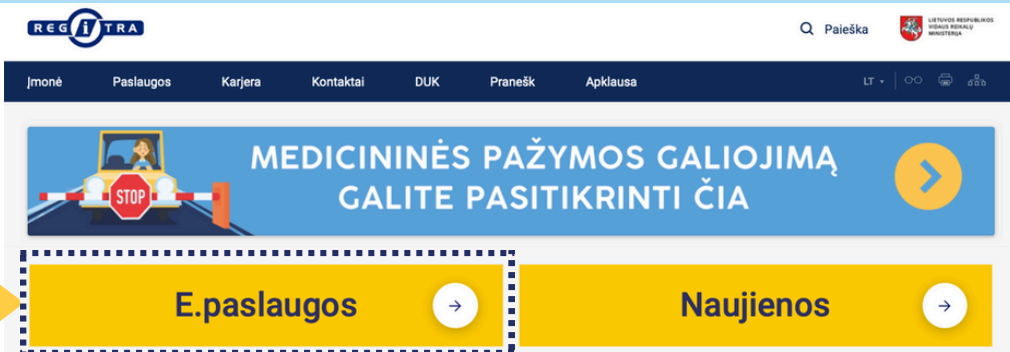 REGiTRA
Paieška
LIETUVOS RESPUBLIKOS
VIDAUS REIKALŲ
MINISTERIJA
Įmonė Paslaugos Karjera Kontaktai DUK Pranešk Apklausa LT
MEDICININĖS PAŽYMOS GALIOJIMĄ
GALITE PASITIKRINTI ČIA
STOP
E.paslaugos
Naujienos